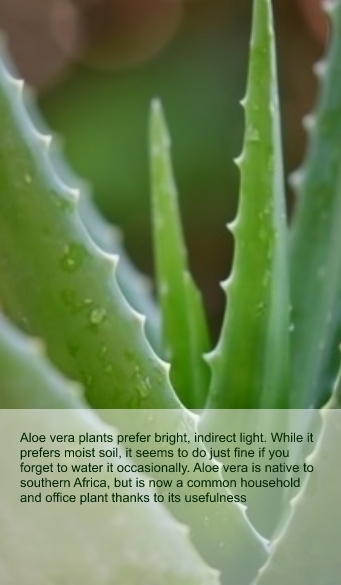 Aloe vera plants prefer bright, indirect light. While it
prefers moist soil, it seems to do just fine if you
forget to water it occasionally. Aloe vera is native to
southern Africa, but is now a common household
and office plant thanks to its usefulness